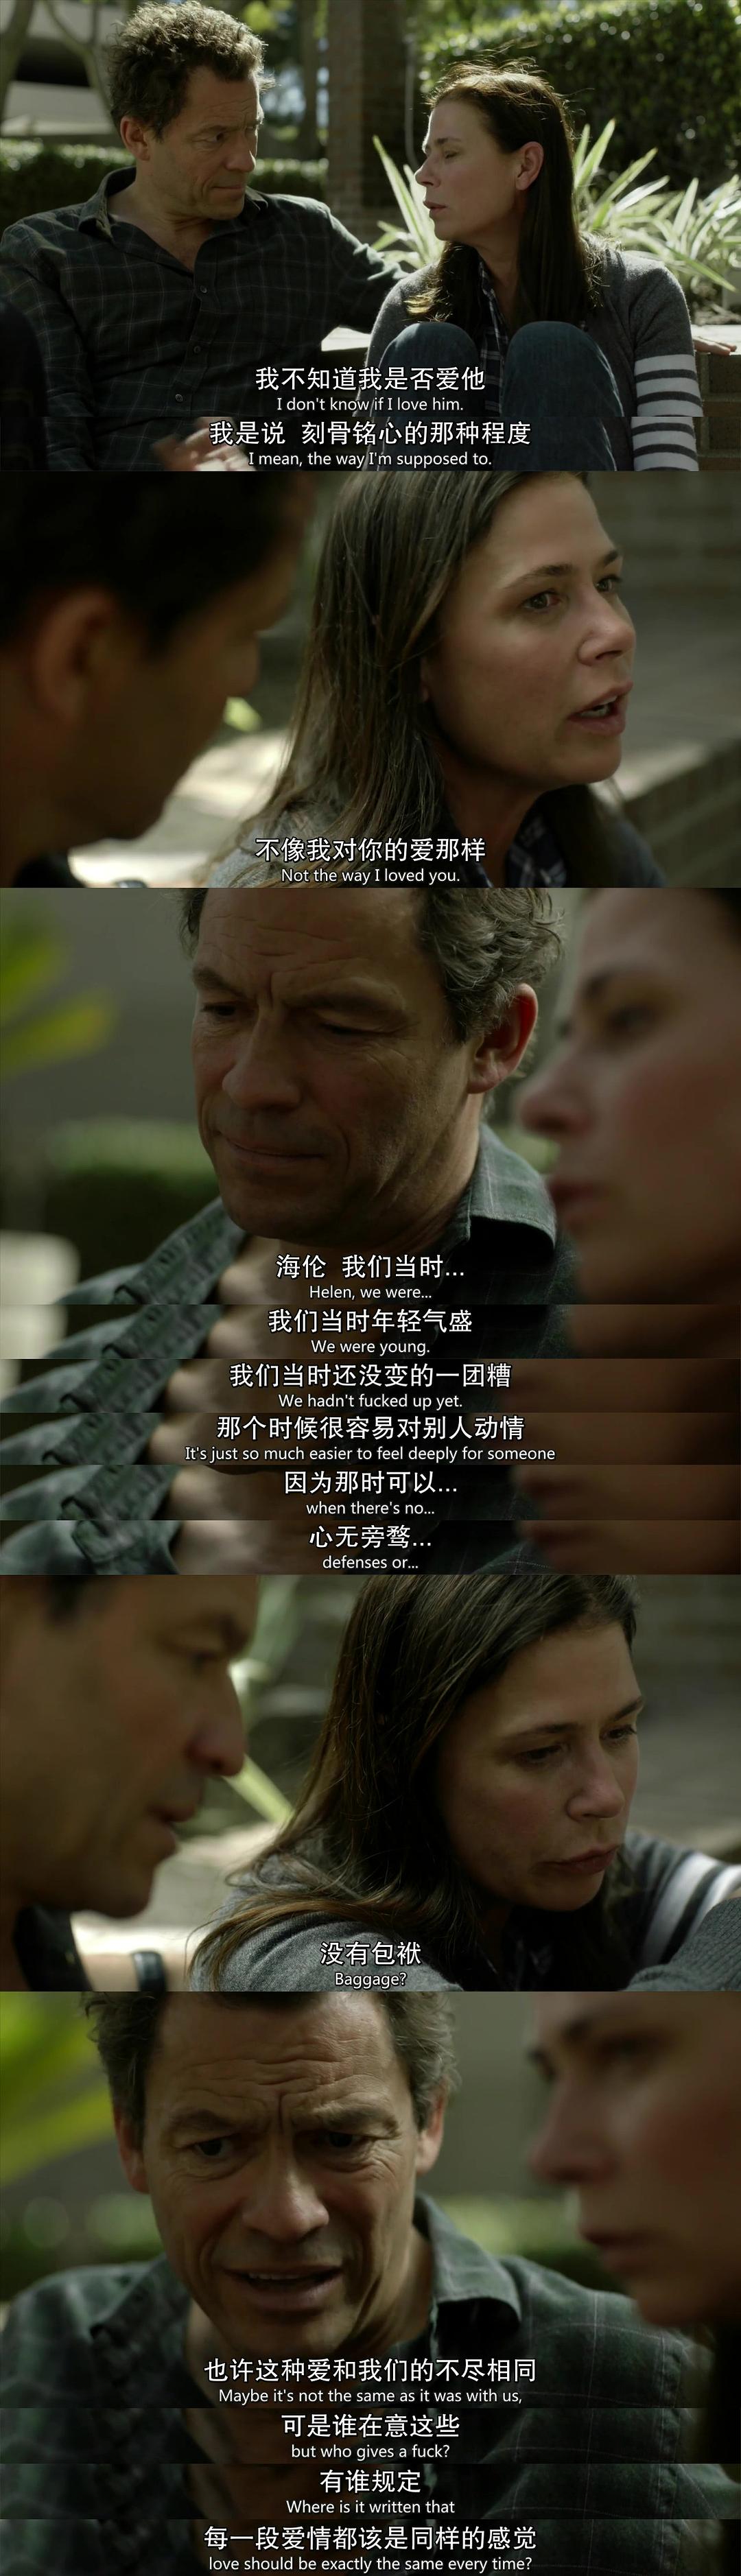 我不知道我是否爱他
I don't know if I love him.
我是说 刻骨铭心的那种程度
I mean, the way I'm supposed to.
不像我对你的爱那样
Not the way I loved you.
海伦 我们当时...
Helen, we were...
我们当时年轻气盛
We were young.
我们当时还没变的一团糟
We hadn't fucked up yet.
那个时候很容易对别人动情
It's just so much easier to feel deeply for someone
因为那时可以...
when there's no...
心无旁骛...
defenses or...
没有包袱
Baggage?
也许这种爱和我们的不尽相同
Maybe it's not the same as it was with us,
可是谁在意这些
but who gives a fuck?
有谁规定
Where is it written that
每一段爱情都该是同样的感觉
love should be exactly the same every time?